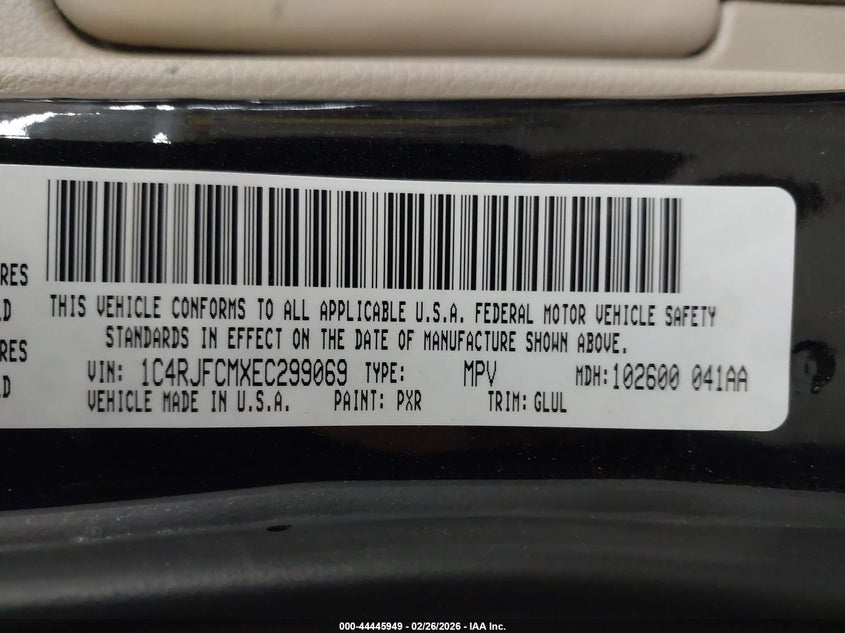 RES
LD
RES
LD
THIS VEHICLE CONFORMS TO ALL APPLICABLE U.S.A. FEDERAL MOTOR VEHICLE SAFETY
STANDARDS IN EFFECT ON THE DATE OF MANUFACTURE SHOWN ABOVE.
VIN: 1C4RJFCMXEC299069 TYPE: MPV MDH:102600 041AA
VEHICLE MADE IN U.S.A. PAINT: PXR TRIM: GLUL
000-44445949 - 02/26/2026 - IAA Inc.